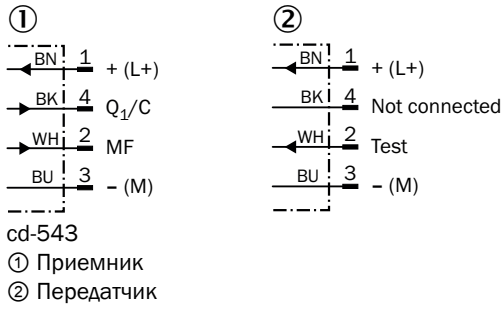 ①
BN 1 + (L+)
BK 4 Q1/C
WH 2 MF
BU 3 − (M)
②
BN 1 + (L+)
BK 4 Not connected
WH 2 Test
BU 3 − (M)
cd-543
① Приемник
② Передатчик